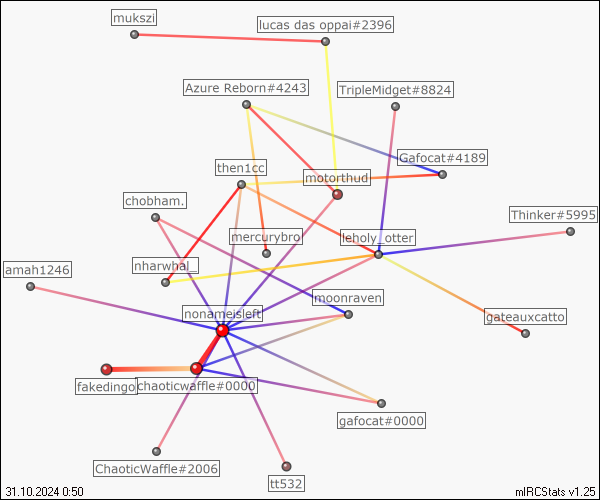 mukszi
lucas das oppai#2396
Azure Reborn#4243
TripleMidget#8824
Gafocat#4189
then1cc
motorthud
chobham.
Thinker#5995
mercurybro
leholy_otter
nharwhal_
amah1246
moonraven
nonameisleft
gateauxcatto
fakedingo
chaoticwaffle#0000
gafocat#0000
ChaoticWaffle#2006
tt532
31.10.2024 0:50
mIRCStats v1.25